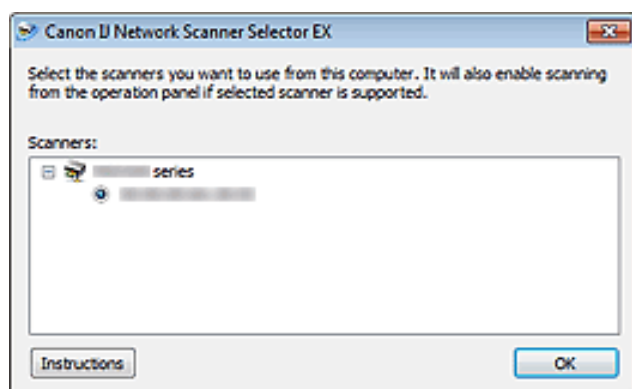 Canon IJ Network Scanner Selector EX
Select the scanners you want to use from this computer. It will also enable scanning
from the operation panel if selected scanner is supported.
Scanners:
series
Instructions
OK